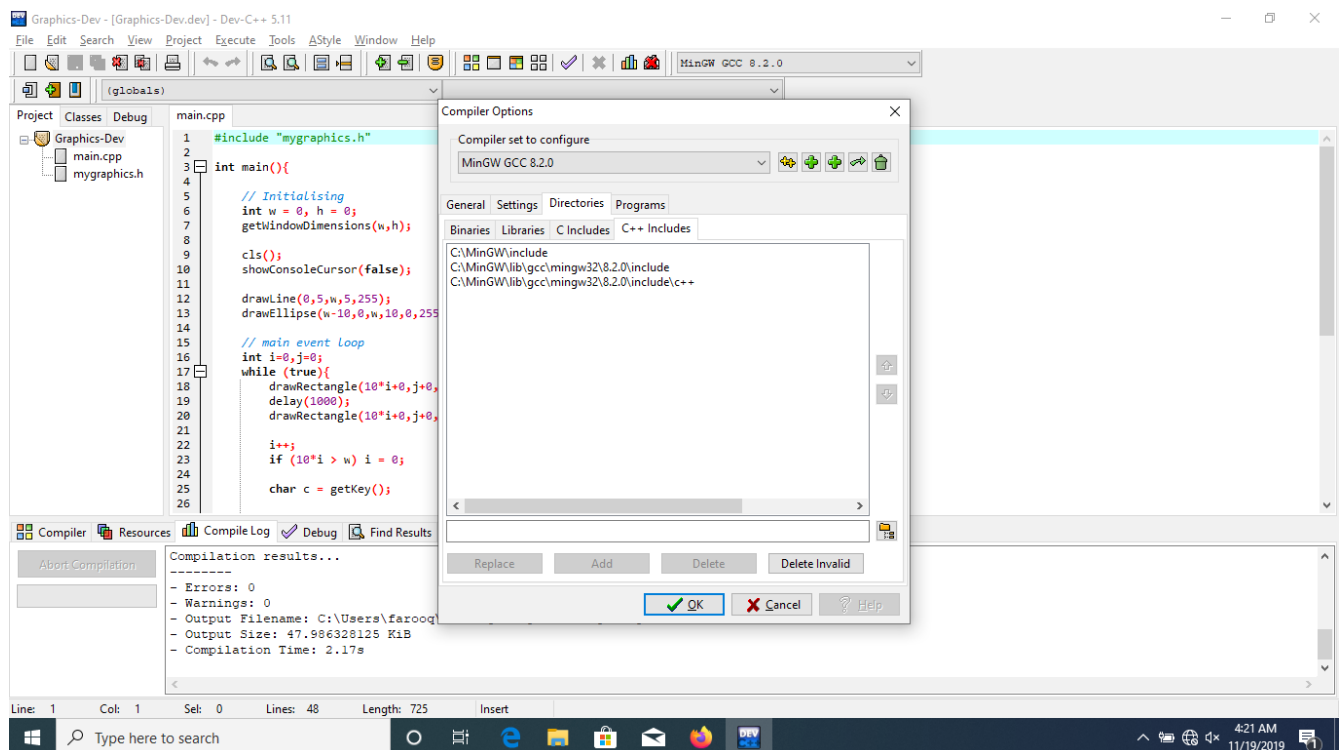 Graphics-Dev - [Graphics-Dev.dev] - Dev-C++ 5.11
File Edit Search View Project Execute Tools AStyle Window Help
MinGW GCC 8.2.0
(globals)
Project Classes Debug
Graphics-Dev
main.cpp
mygraphics.h
main.cpp
1 #include "mygraphics.h"
2
3 int main(){
4
5 // Initialising
6 int w = 0, h = 0;
7 getWindowDimensions(w,h);
8
9 cls();
10 showConsoleCursor(false);
11
12 drawLine(0,5,w,5,255);
13 drawEllipse(w-10,0,w,10,0,255
14
15 // main event loop
16 int i=0,j=0;
17 while (true){
18 drawRectangle(10*i+0,j+0,
19 delay(1000);
20 drawRectangle(10*i+0,j+0,
21
22 i++;
23 if (10*i > w) i = 0;
24
25 char c = getKey();
26
Compiler Options
Compiler set to configure
MinGW GCC 8.2.0
General Settings Directories Programs
Binaries Libraries C Includes C++ Includes
C:\MinGW\include
C:\MinGW\lib\gcc\mingw32\8.2.0\include
C:\MinGW\lib\gcc\mingw32\8.2.0\include\c++
Replace Add Delete Delete Invalid
OK Cancel Help
Compiler Resources Compile Log Debug Find Results
Abort Compilation
Compilation results...
--------
- Errors: 0
- Warnings: 0
- Output Filename: C:\Users\farooq\
- Output Size: 47.986328125 KiB
- Compilation Time: 2.17s
Line: 1 Col: 1 Sel: 0 Lines: 48 Length: 725 Insert
Type here to search
DEV
4:21 AM
11/19/2019